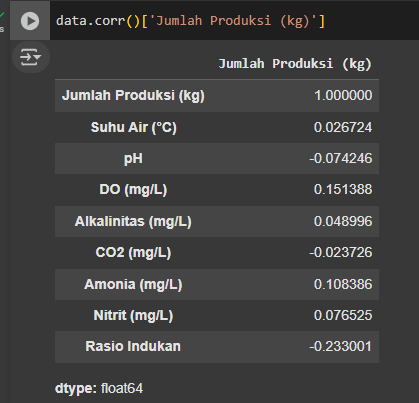 data.corr()['Jumlah Produksi (kg)']
Jumlah Produksi (kg)
Jumlah Produksi (kg) 1.000000
Suhu Air (°C) 0.026724
pH -0.074246
DO (mg/L) 0.151388
Alkalinitas (mg/L) 0.048996
CO2 (mg/L) -0.023726
Amonia (mg/L) 0.108386
Nitrit (mg/L) 0.076525
Rasio Indukan -0.233001
dtype: float64